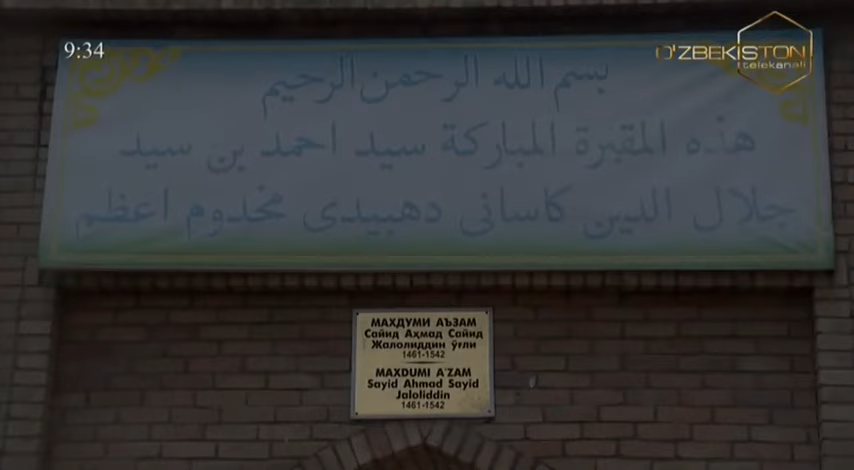 9:34
O'ZBEKISTON
telekanali
بسم الله الرحمن الرحيم
هذه المقبرة المباركة سيد احمد بن سيد
جلال الدين كاسانى دهبيدى مخدوم اعظم
МАХДУМИ АЪЗАМ
Сайид Аҳмад Сайид
Жалолиддин ўғли
1461-1542
MAXDUMI A'ZAM
Sayid Ahmad Sayid
Jaloliddin
1461-1542